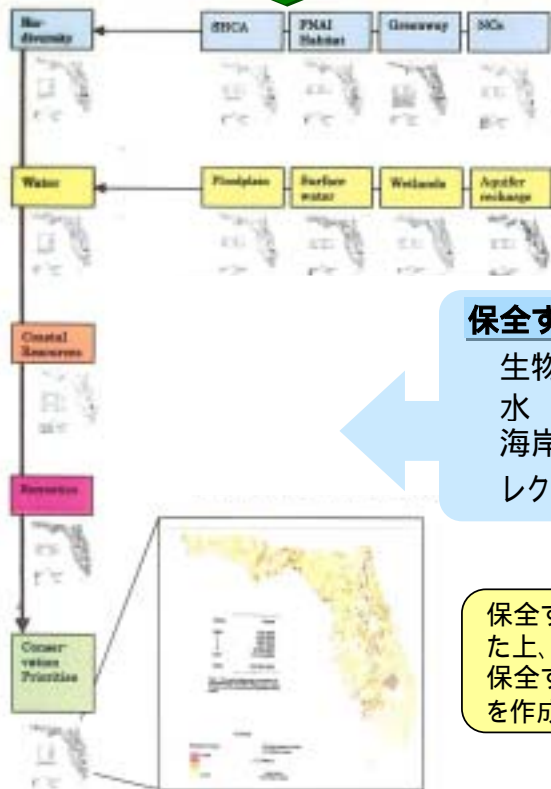 Bio-
diversity
SHCA
FNAI
Habitat
Greenway
NCs
Water
Floodplain
Surface
water
Wetlands
Aquifer
recharge
保全す
生物
水
海岸
レク
Coastal
Resources
Recreation
Conser-
vation
Priorities
保全す
た上、
保全す
を作成